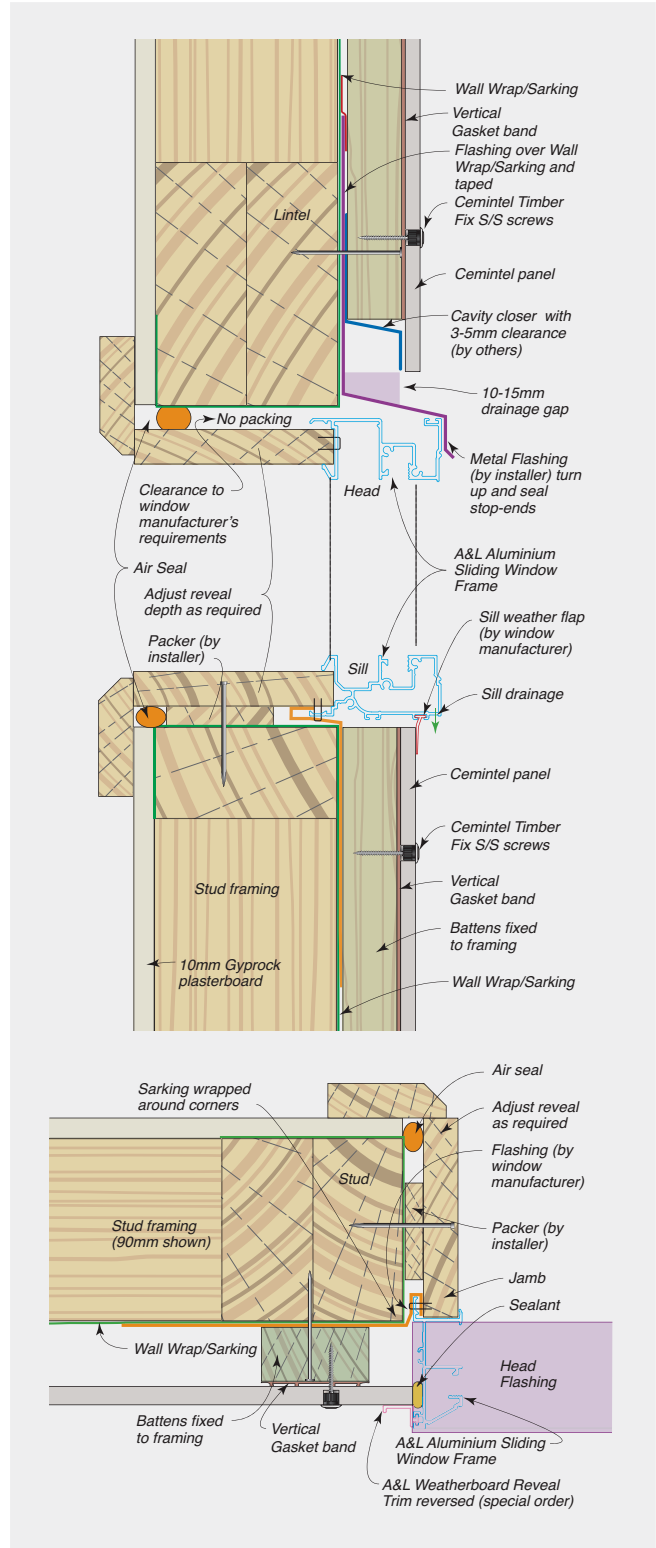 Wall Wrap/Sarking
Vertical
Gasket band
Flashing over Wall
Wrap/Sarking and
taped
Lintel
Cemintel Timber
Fix S/S screws
Cemintel panel
Cavity closer with
3-5mm clearance
(by others)
10-15mm
drainage gap
No packing
Metal Flashing
(by installer) turn
up and seal
stop-ends
Head
Clearance to
window
manufacturer's
requirements
Air Seal
A&L Aluminium
Sliding Window
Frame
Adjust reveal
depth as required
Sill weather flap
(by window
manufacturer)
Packer (by
installer)
Sill
Sill drainage
Cemintel panel
Cemintel Timber
Fix S/S screws
Stud framing
Vertical
Gasket band
Battens fixed
to framing
10mm Gyprock
plasterboard
Wall Wrap/Sarking
Air seal
Sarking wrapped
around corners
Adjust reveal
as required
Flashing (by
window
manufacturer)
Stud
Stud framing
(90mm shown)
Packer (by
installer)
Jamb
Sealant
Wall Wrap/Sarking
Head
Flashing
Battens fixed
to framing
Vertical
Gasket band
A&L Aluminium Sliding
Window Frame
A&L Weatherboard Reveal
Trim reversed (special order)